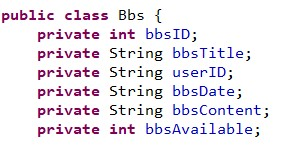 public class Bbs {
    private int bbsID;
    private String bbsTitle;
    private String userID;
    private String bbsDate;
    private String bbsContent;
    private int bbsAvailable;